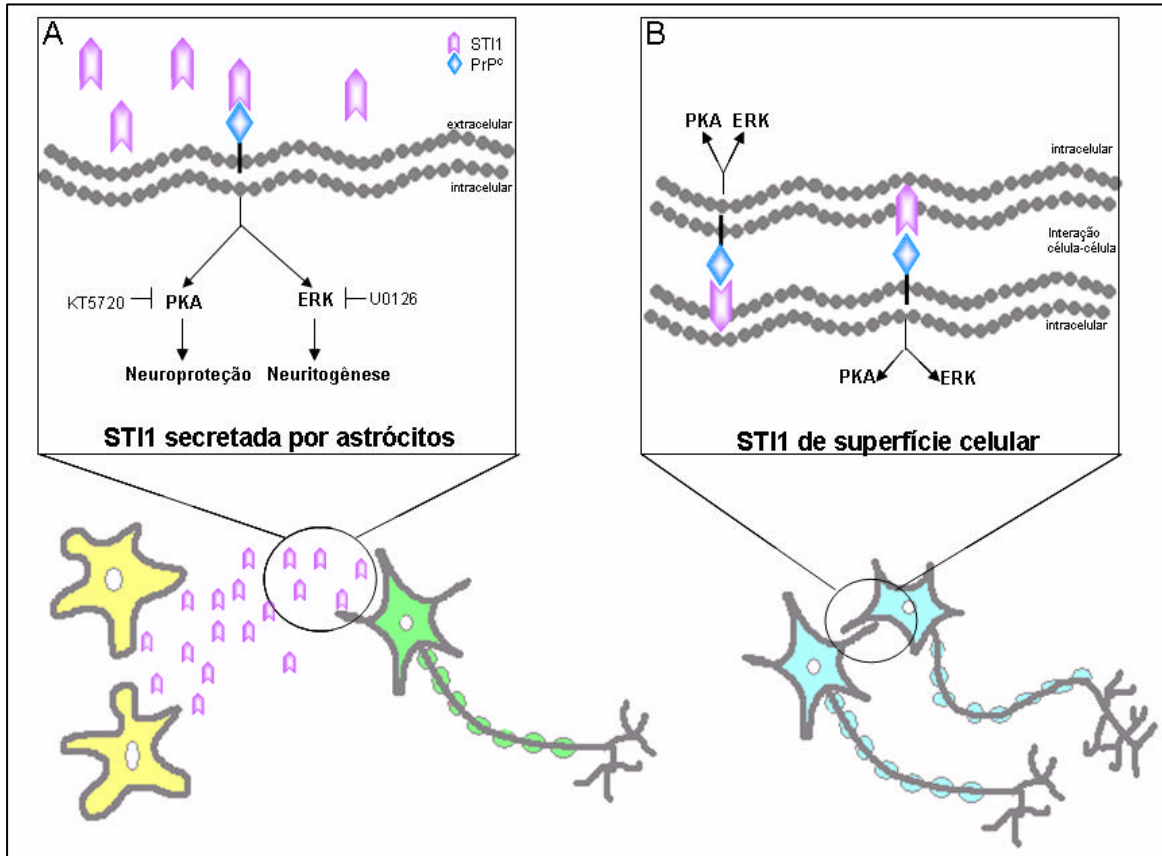 A
STI1
PrPᶜ
extracelular
intracelular
KT5720
PKA
ERK
U0126
Neuroproteção
Neuritogênese
STI1 secretada por astrócitos
B
PKA
ERK
intracelular
Interação
célula-célula
intracelular
PKA
ERK
STI1 de superfície celular